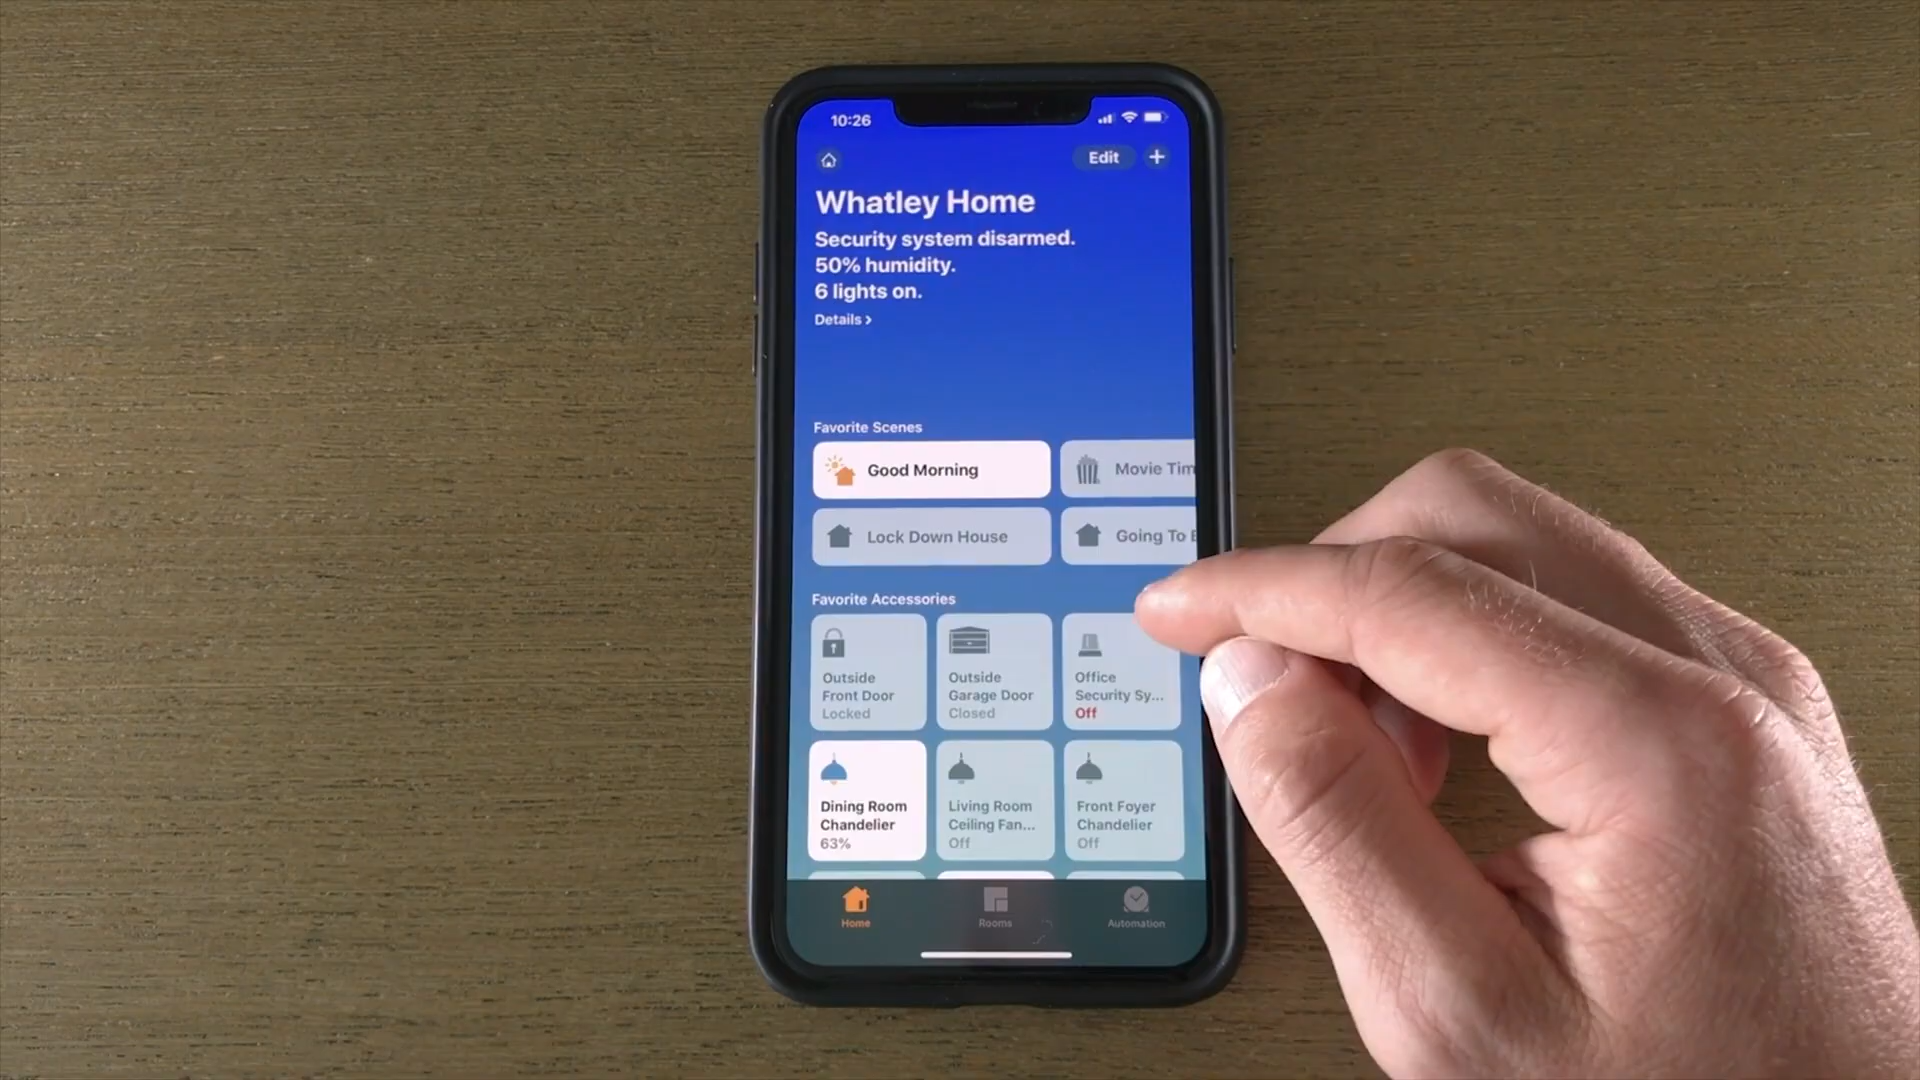 10:26
Edit
Whatley Home
Security system disarmed.
50% humidity.
6 lights on.
Details
Favorite Scenes
Good Morning
Movie Tim
Lock Down House
Going To
Favorite Accessories
Outside
Front Door
Locked
Outside
Garage Door
Closed
Office
Security Sy...
Off
Dining Room
Chandelier
63%
Living Room
Ceiling Fan...
Off
Front Foyer
Chandelier
Off
Home
Rooms
Automation